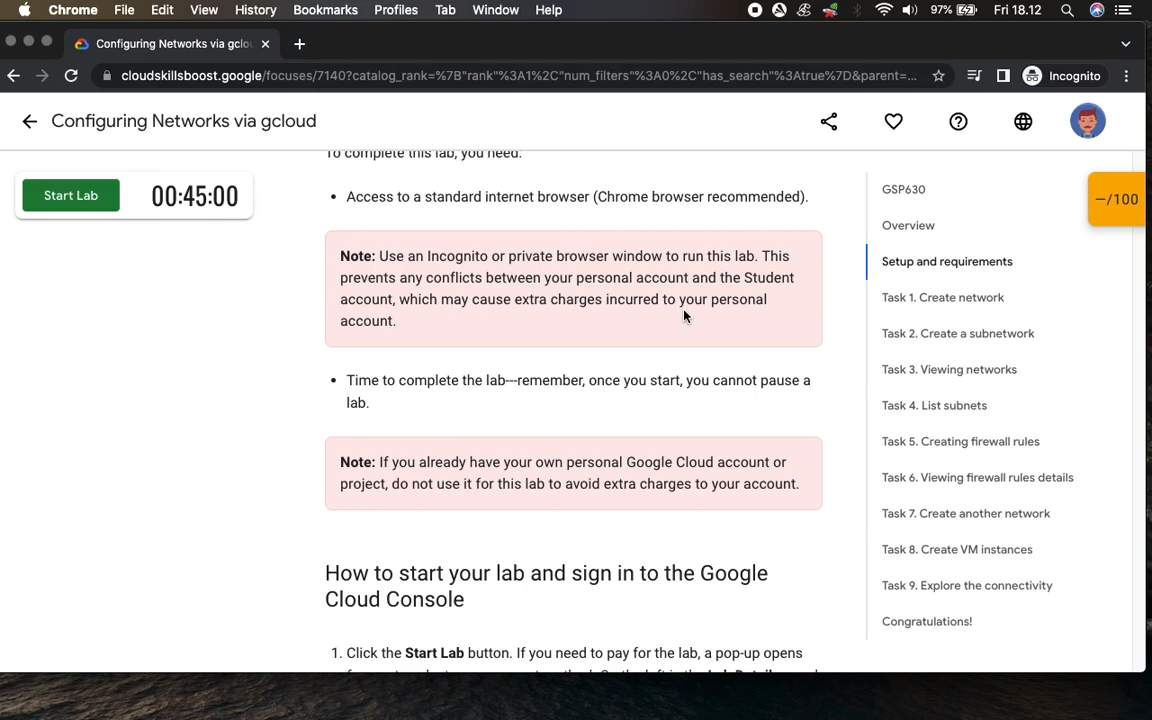 Chrome File Edit View History Bookmarks Profiles Tab Window Help 97% Fri 18.12
Configuring Networks via gclou
cloudskillsboost.google/focuses/7140?catalog_rank=%7B"rank"%3A1%2C"num_filters"%3A0%2C"has_search"%3Atrue%7D&parent=... Incognito
Configuring Networks via gcloud
To complete this lab, you need:
Start Lab 00:45:00
• Access to a standard internet browser (Chrome browser recommended).
Note: Use an Incognito or private browser window to run this lab. This
prevents any conflicts between your personal account and the Student
account, which may cause extra charges incurred to your personal
account.
• Time to complete the lab---remember, once you start, you cannot pause a
lab.
Note: If you already have your own personal Google Cloud account or
project, do not use it for this lab to avoid extra charges to your account.
How to start your lab and sign in to the Google
Cloud Console
1. Click the Start Lab button. If you need to pay for the lab, a pop-up opens
GSP630
Overview
Setup and requirements
Task 1. Create network
Task 2. Create a subnetwork
Task 3. Viewing networks
Task 4. List subnets
Task 5. Creating firewall rules
Task 6. Viewing firewall rules details
Task 7. Create another network
Task 8. Create VM instances
Task 9. Explore the connectivity
Congratulations!
—/100